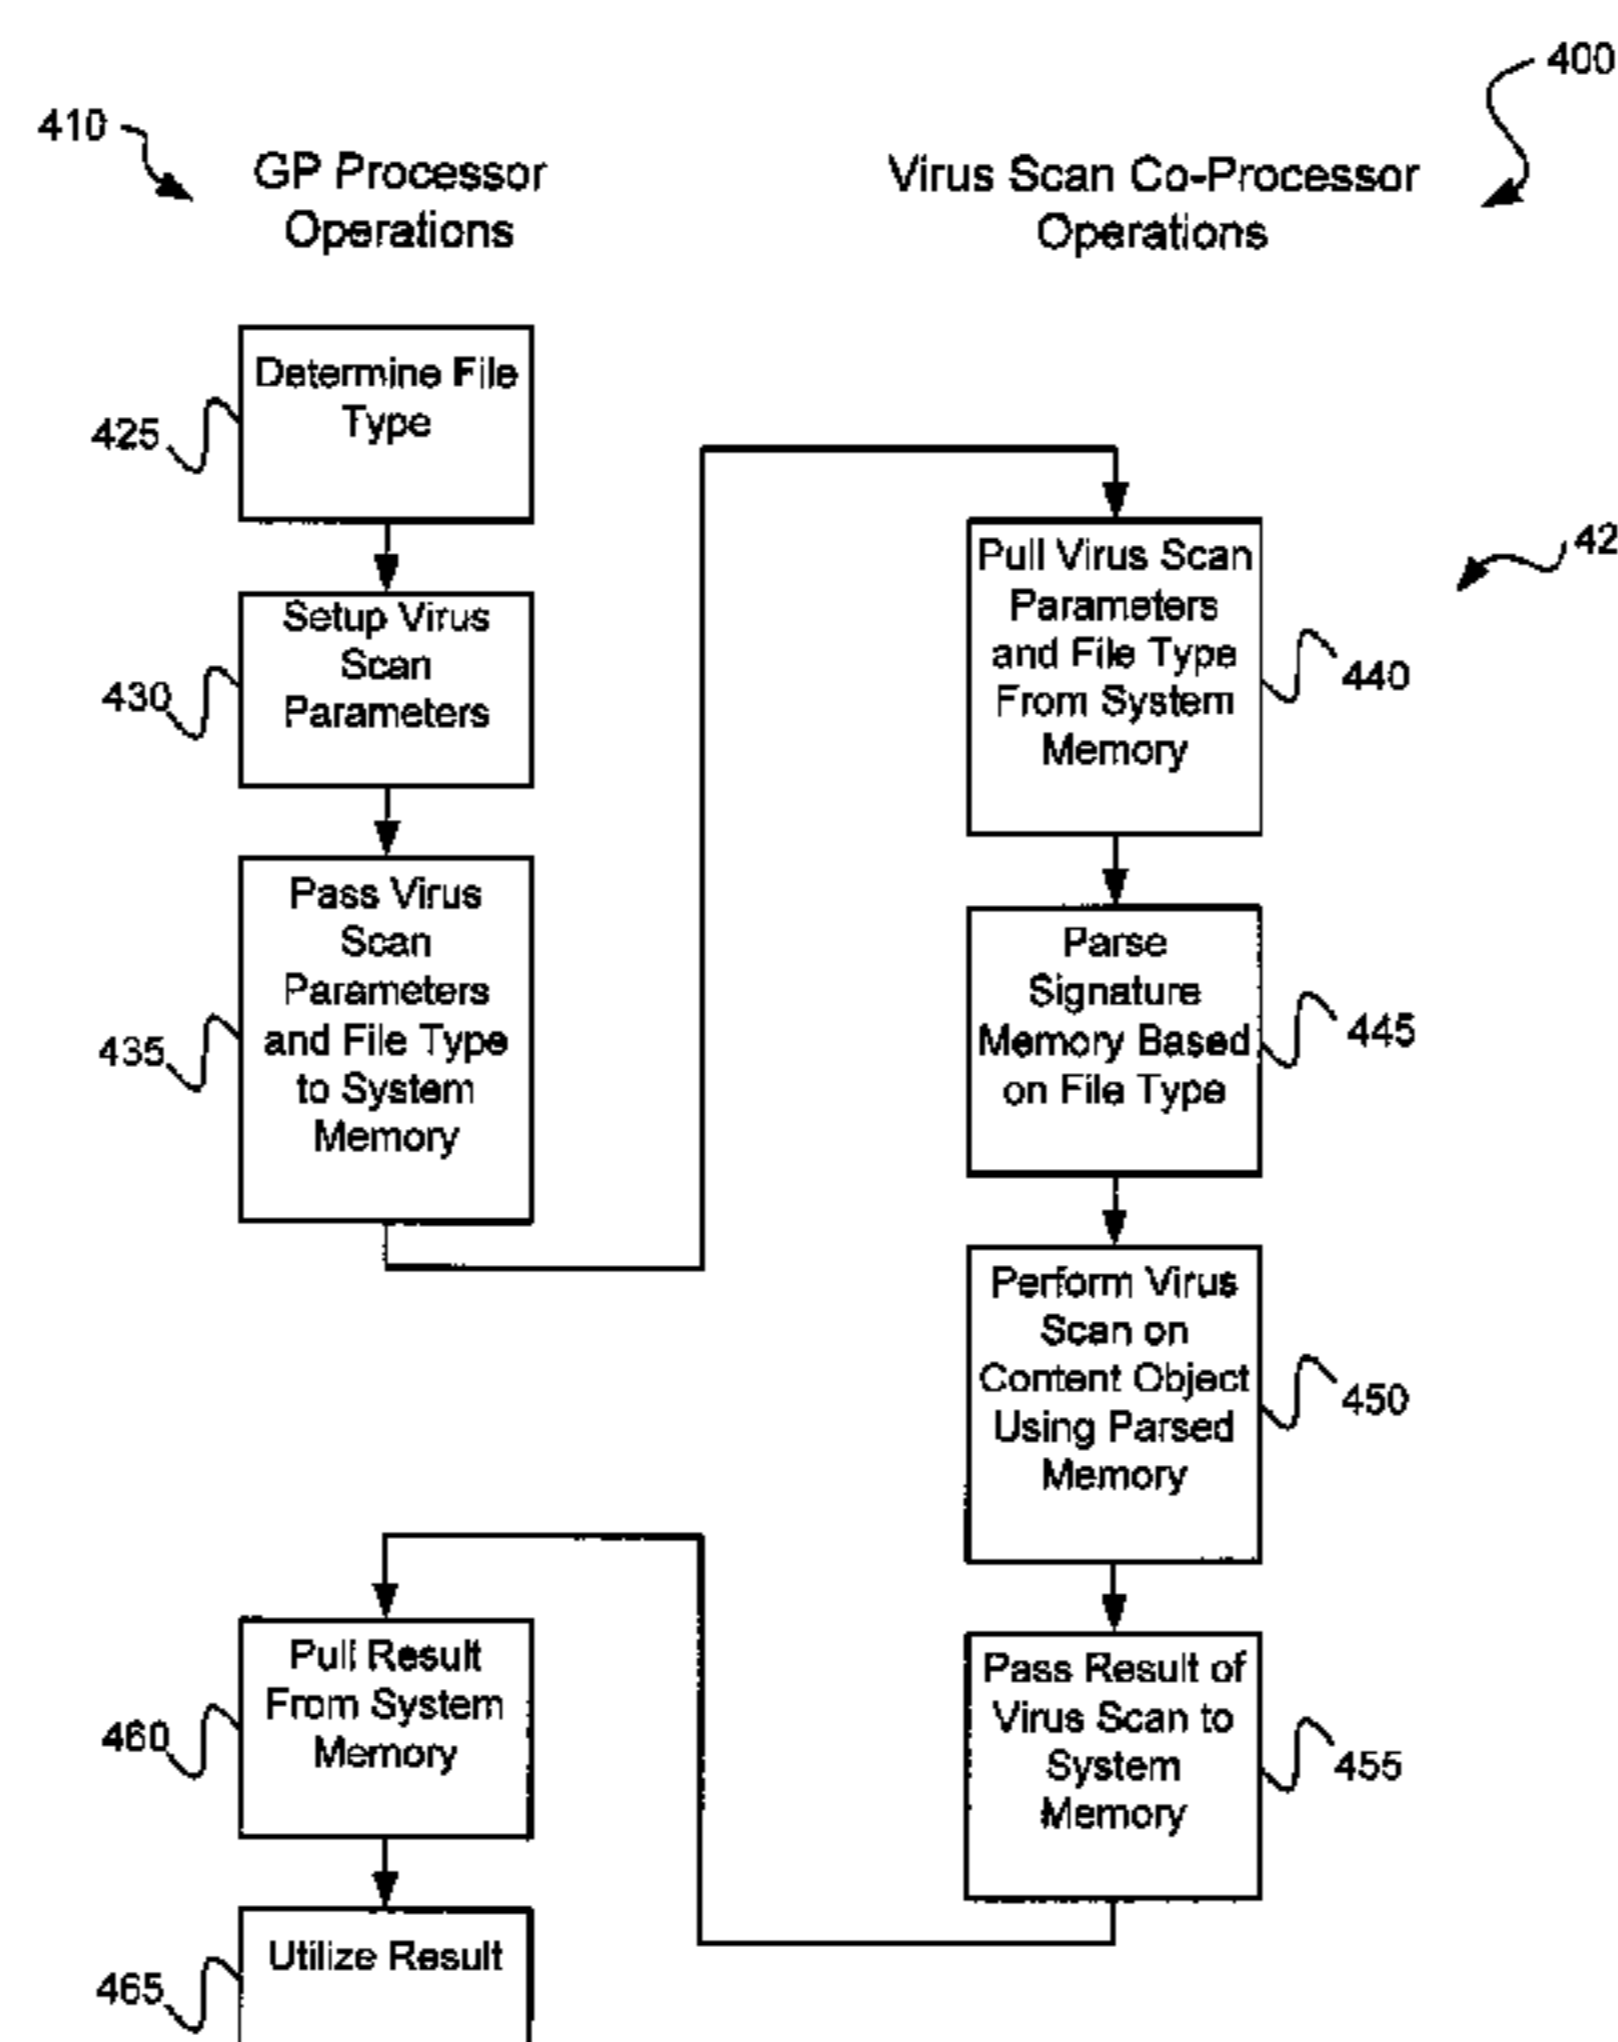 400
410
GP Processor
Operations
Virus Scan Co-Processor
Operations
Determine File
Type
425
Setup Virus
Scan
Parameters
430
Pass Virus
Scan
Parameters
and File Type
to System
Memory
435
42
Pull Virus Scan
Parameters
and File Type
From System
Memory
440
Parse
Signature
Memory Based
on File Type
445
Perform Virus
Scan on
Content Object
Using Parsed
Memory
450
Pass Result of
Virus Scan to
System
Memory
455
Pull Result
From System
Memory
460
Utilize Result
465